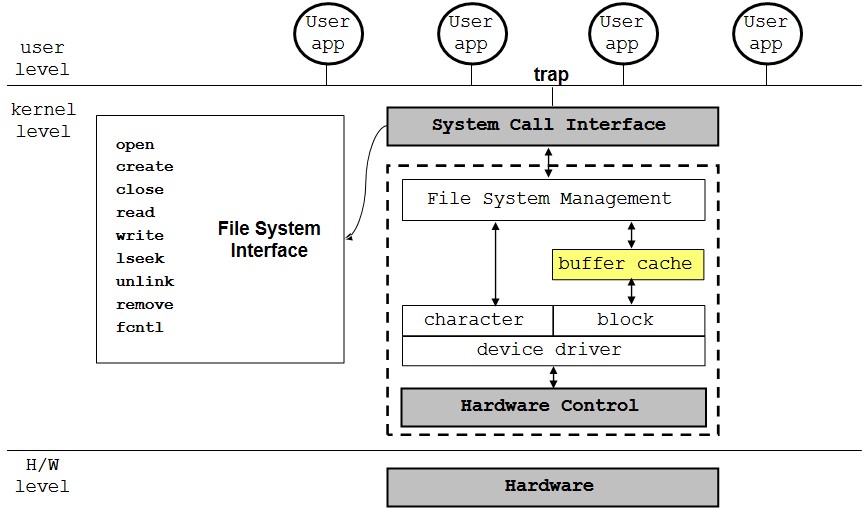 User
app
User
app
User
app
User
app
user
level
trap
kernel
level
System Call Interface
open
create
close
read
write
lseek
unlink
remove
fcntl
File System
Interface
File System Management
buffer cache
character
block
device driver
Hardware Control
H/W
level
Hardware